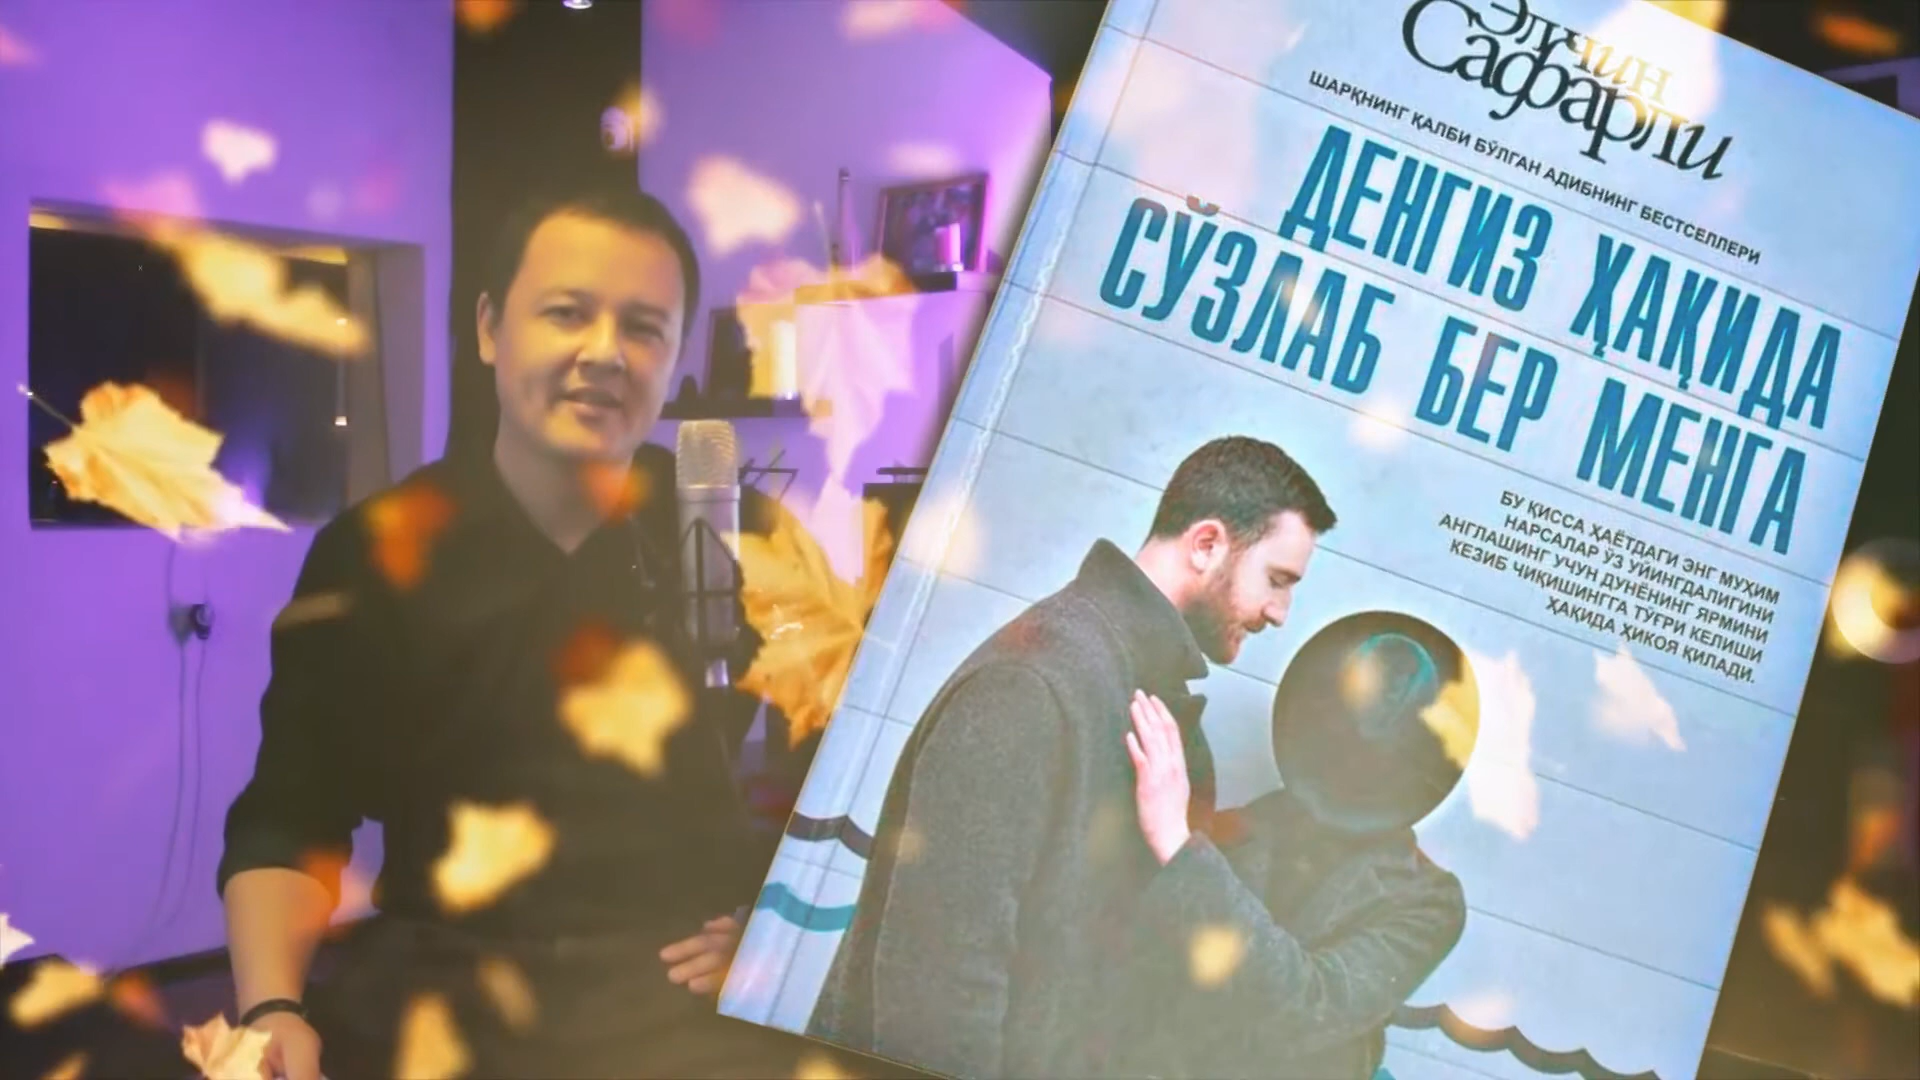 Элчин
Сафарли
ШАРҚНИНГ ҚАЛБИ БЎЛГАН АДИБНИНГ БЕСТСЕЛЛЕРИ
ДЕНГИЗ ҲАҚИДА
СЎЗЛАБ БЕР МЕНГА
БУ ҚИССА ҲАЁТДАГИ ЭНГ МУҲИМ
НАРСАЛАР ЎЗ УЙИНГДАЛИГИНИ
АНГЛАШИНГ УЧУН ДУНЁНИНГ ЯРМИНИ
КЕЗИБ ЧИҚИШИНГГА ТЎҒРИ КЕЛИШИ
ҲАҚИДА ҲИКОЯ ҚИЛАДИ.